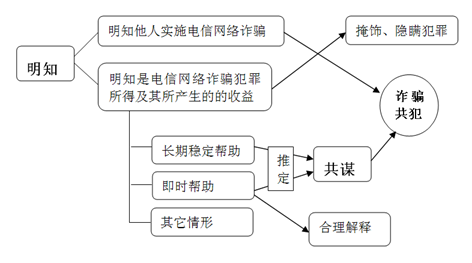 明知他人实施电信网络诈骗
掩饰、隐瞒犯罪
明知
明知是电信网络诈骗犯罪
所得及其所产生的的收益
诈骗
共犯
长期稳定帮助
推
定
共谋
即时帮助
其它情形
合理解释